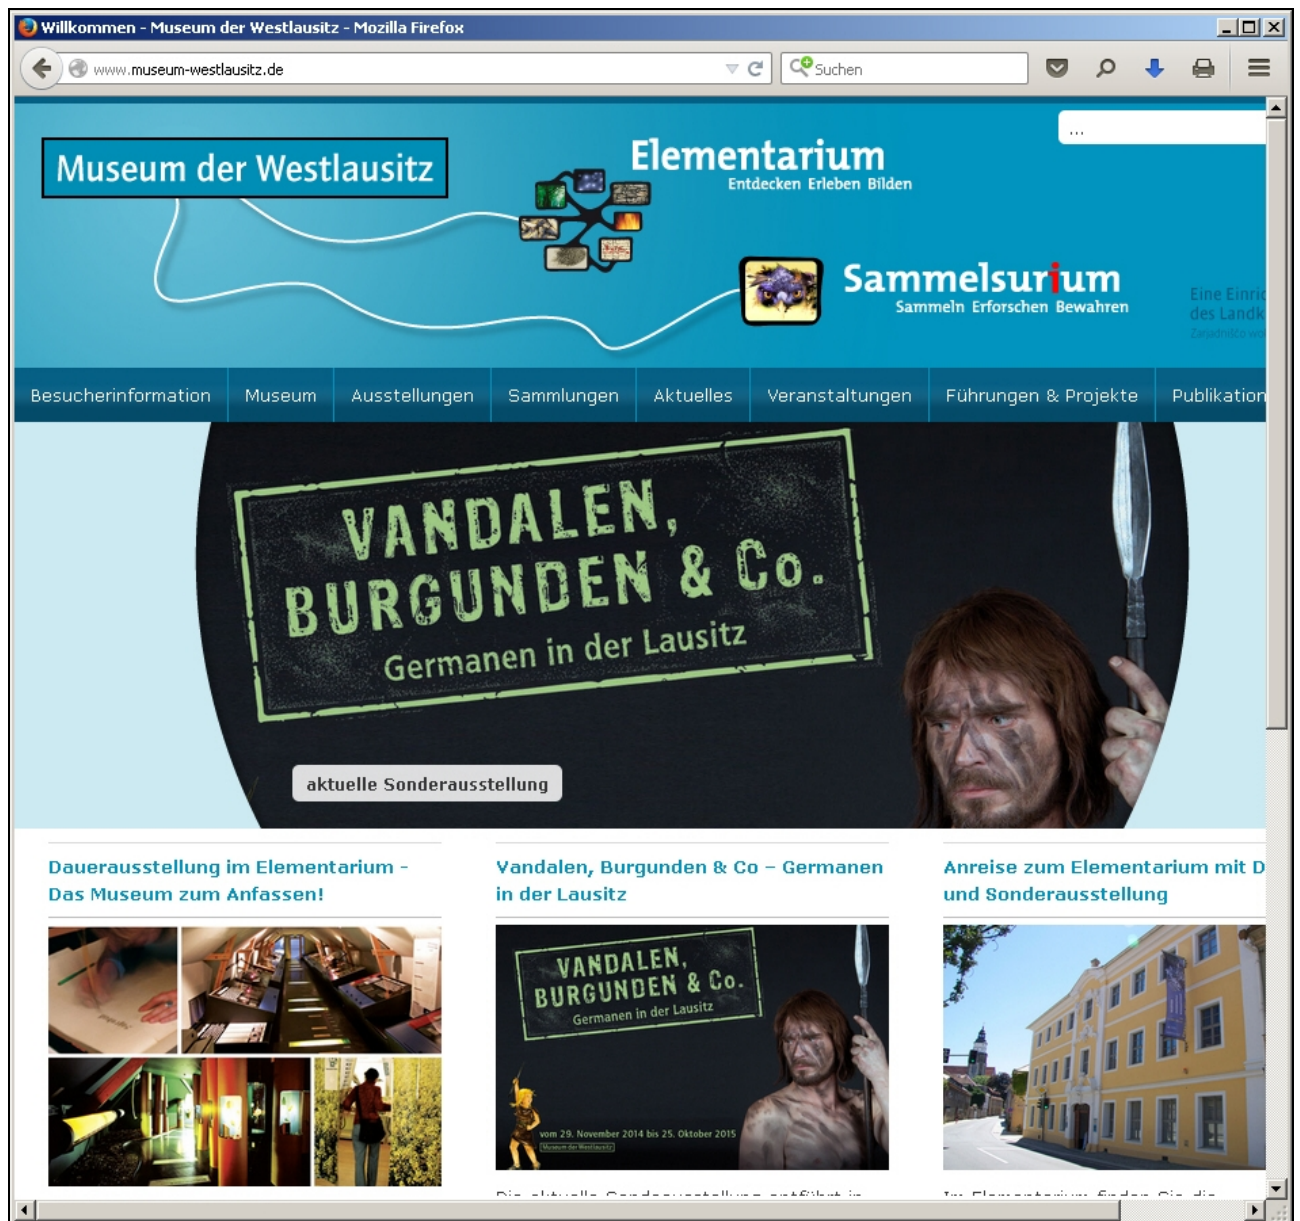 Willkommen - Museum der Westlausitz - Mozilla Firefox
www.museum-westlausitz.de
Suchen
...
Museum der Westlausitz
Elementarium
Entdecken Erleben Bilden
Sammelsurium
Sammeln Erforschen Bewahren
Eine Einric
des Landk
Besucherinformation
Museum
Ausstellungen
Sammlungen
Aktuelles
Veranstaltungen
Führungen & Projekte
Publikation
VANDALEN,
BURGUNDEN & Co.
Germanen in der Lausitz
aktuelle Sonderausstellung
Dauerausstellung im Elementarium -
Das Museum zum Anfassen!
Vandalen, Burgunden & Co – Germanen
in der Lausitz
VANDALEN,
BURGUNDEN & Co.
Germanen in der Lausitz
vom 29. November 2014 bis 25. Oktober 2015
Museum der Westlausitz
Anreise zum Elementarium mit D
und Sonderausstellung